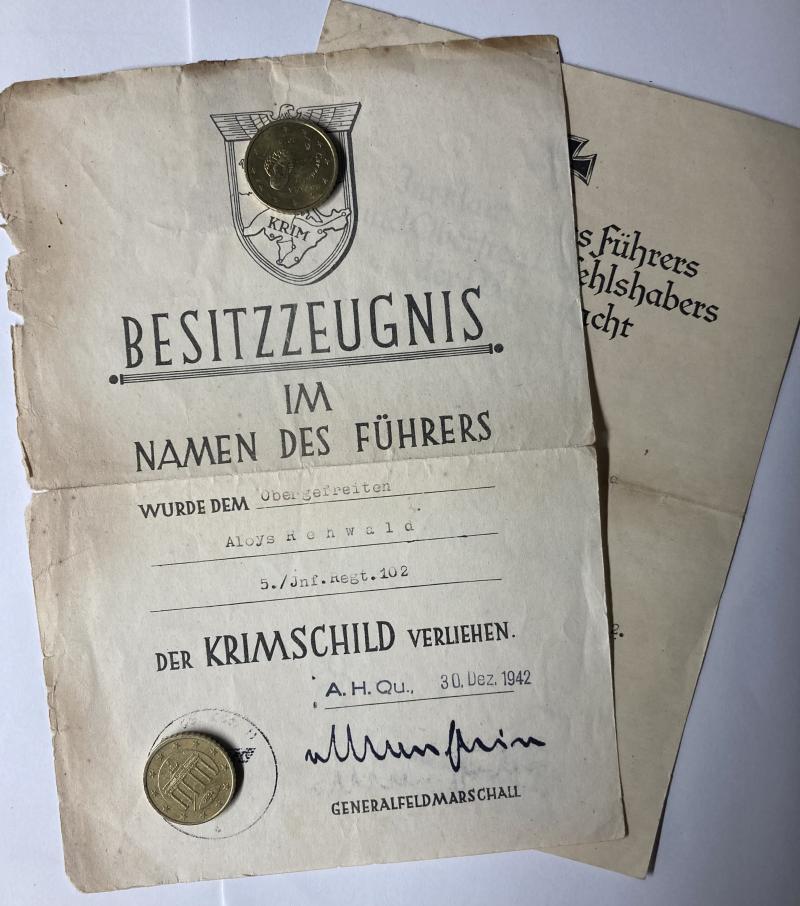 KRIM
BESITZZEUGNIS
IM
NAMEN DES FÜHRERS
WURDE DEM Obergefreiten
Aloys Rehwald
5./Jnf.Regt.102
DER KRIMSCHILD VERLIEHEN.
A.H.Qu., 30. Dez. 1942
GENERALFELDMARSCHALL
s Führers
ehlshabers
acht